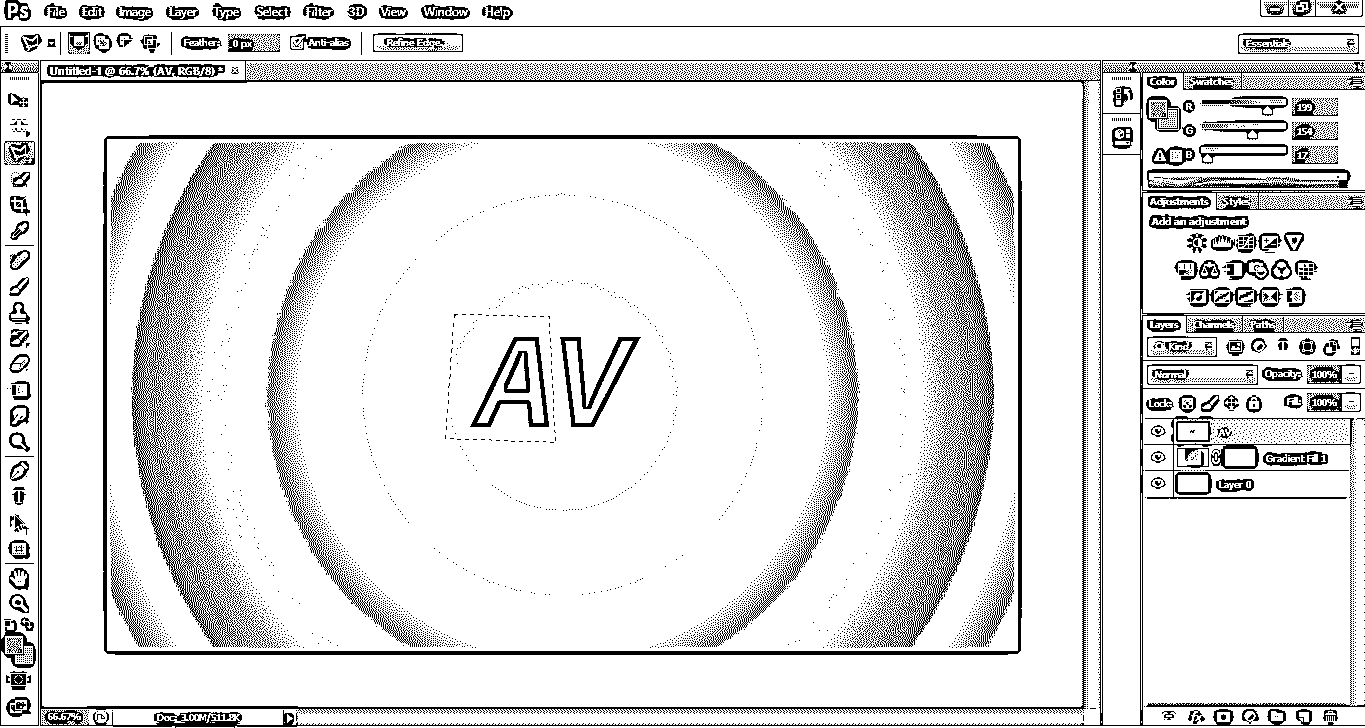 Ps File Edit Image Layer Type Select Filter 3D View Window Help
Feather: 0 px Anti-alias Refine Edge... Essentials
Untitled-1 @ 66.7% (AV, RGB/8) * ×
Color Swatches
R 159
G 154
B 17
Adjustments Styles
Add an adjustment
Layers Channels Paths
Kind
Normal Opacity: 100%
Lock: Fill: 100%
AV
Gradient Fill 1
Layer 0
AV
66.67% Doc: 3.00M/511.8K